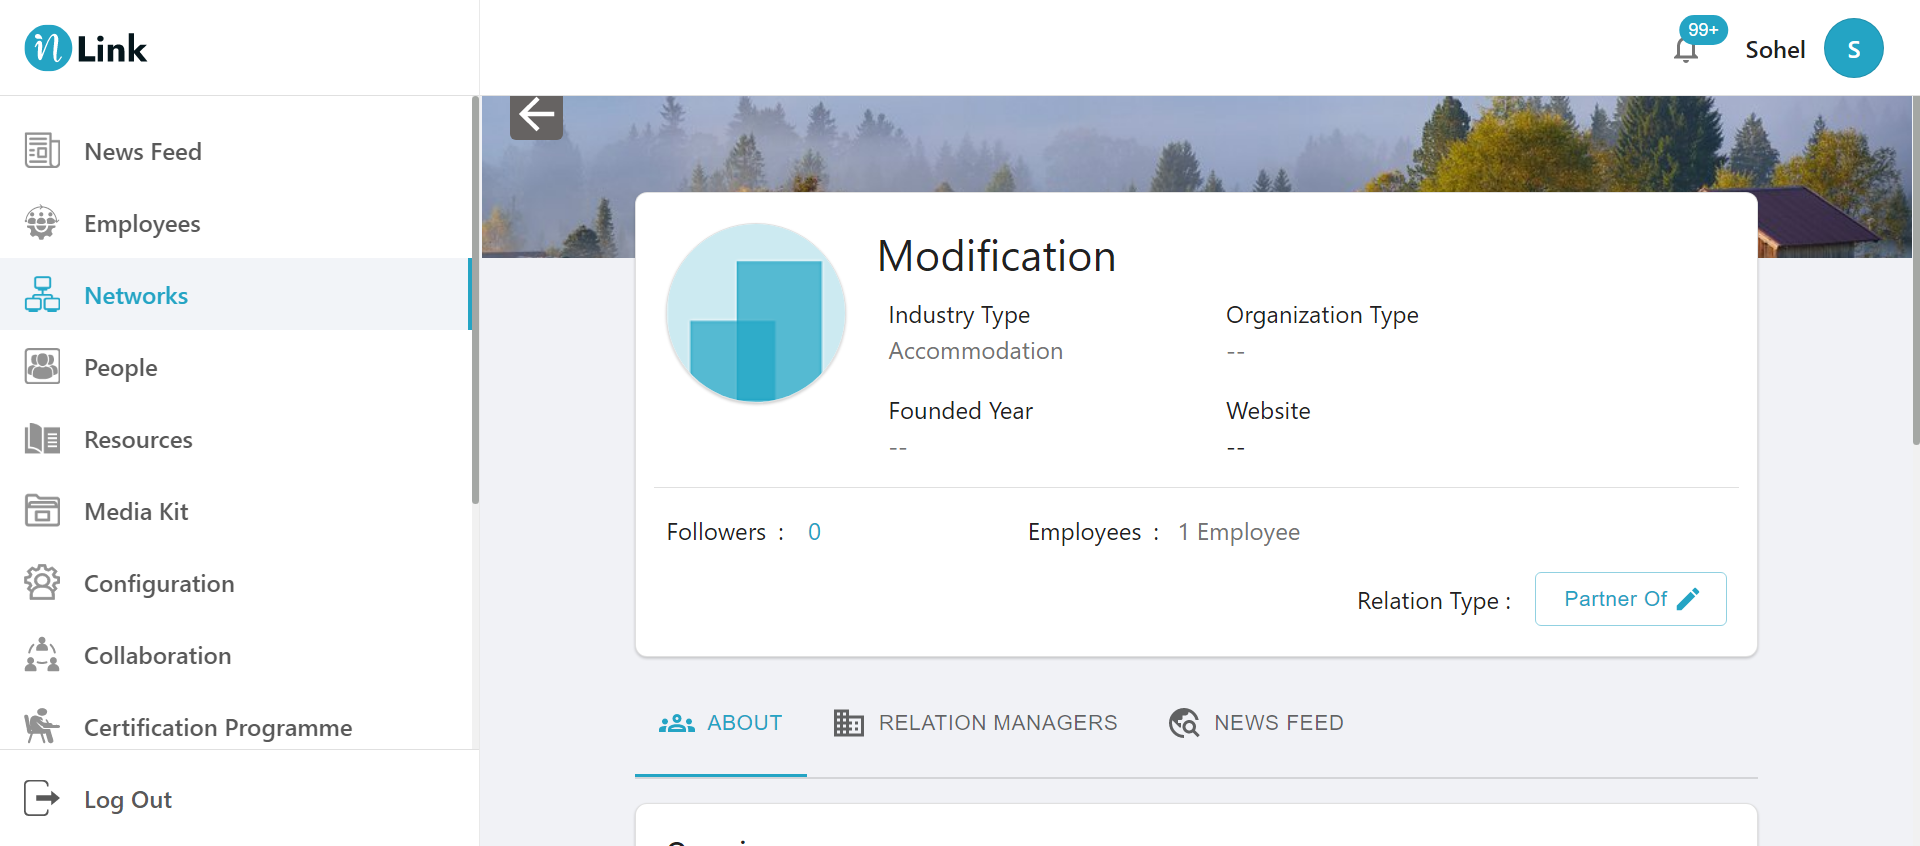 n Link
99+
Sohel
S
News Feed
Employees
Networks
People
Resources
Media Kit
Configuration
Collaboration
Certification Programme
Log Out
Modification
Industry Type
Accommodation
Organization Type
--
Founded Year
--
Website
--
Followers : 0
Employees : 1 Employee
Relation Type : Partner Of
ABOUT
RELATION MANAGERS
NEWS FEED